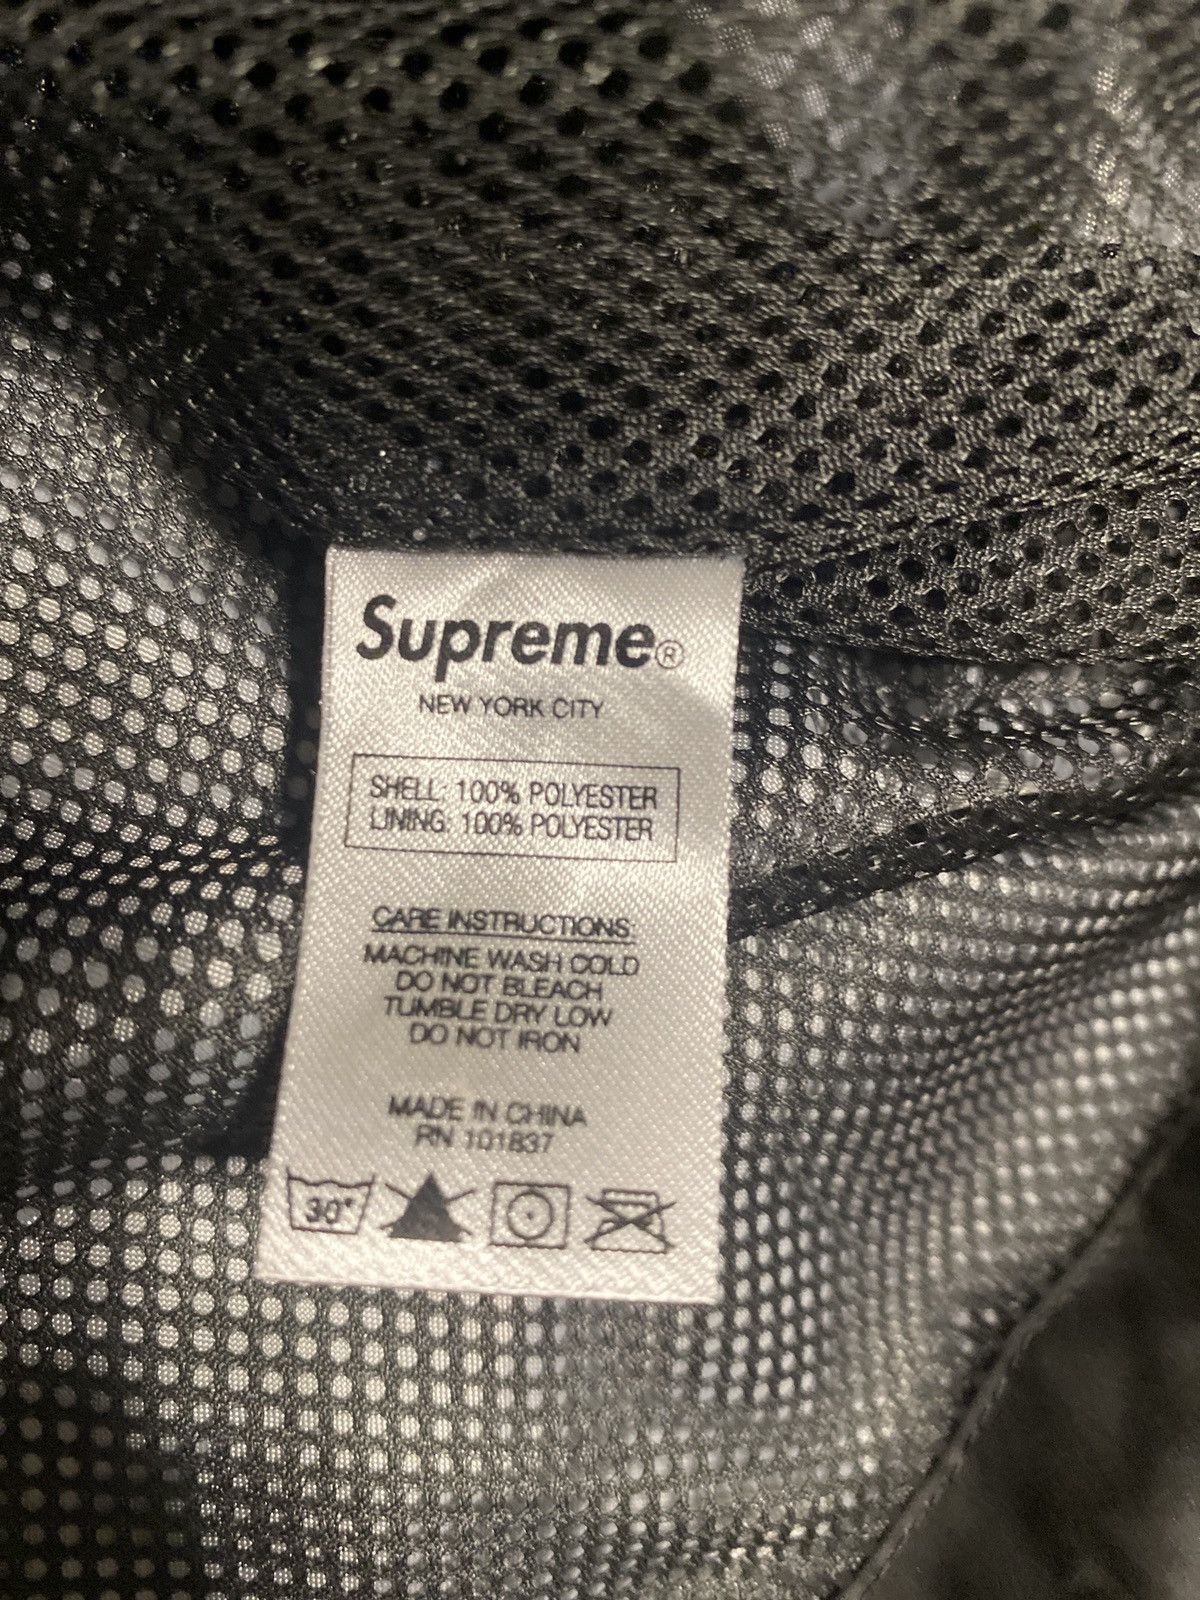 Supreme®
NEW YORK CITY
SHELL: 100% POLYESTER
LINING: 100% POLYESTER
CARE INSTRUCTIONS:
MACHINE WASH COLD
DO NOT BLEACH
TUMBLE DRY LOW
DO NOT IRON
MADE IN CHINA
RN 101837
30°